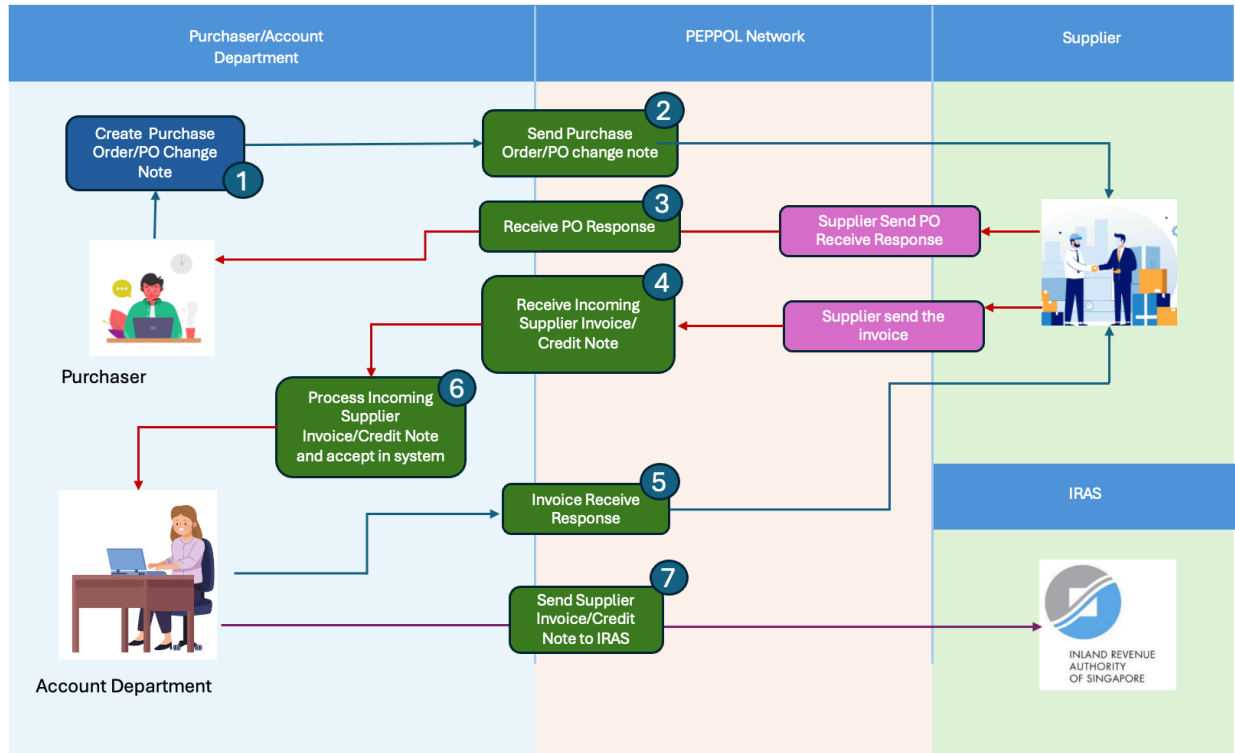 Purchaser/Account
Department
PEPPOL Network
Supplier
Create Purchase
Order/PO Change
Note
1
Send Purchase
Order/PO change note
2
Receive PO Response
3
Supplier Send PO
Receive Response
Receive Incoming
Supplier Invoice/
Credit Note
4
Supplier send the
invoice
Purchaser
Process Incoming
Supplier
Invoice/Credit Note
and accept in system
6
Invoice Receive
Response
5
IRAS
Send Supplier
Invoice/Credit
Note to IRAS
7
INLAND REVENUE
AUTHORITY
OF SINGAPORE
Account Department